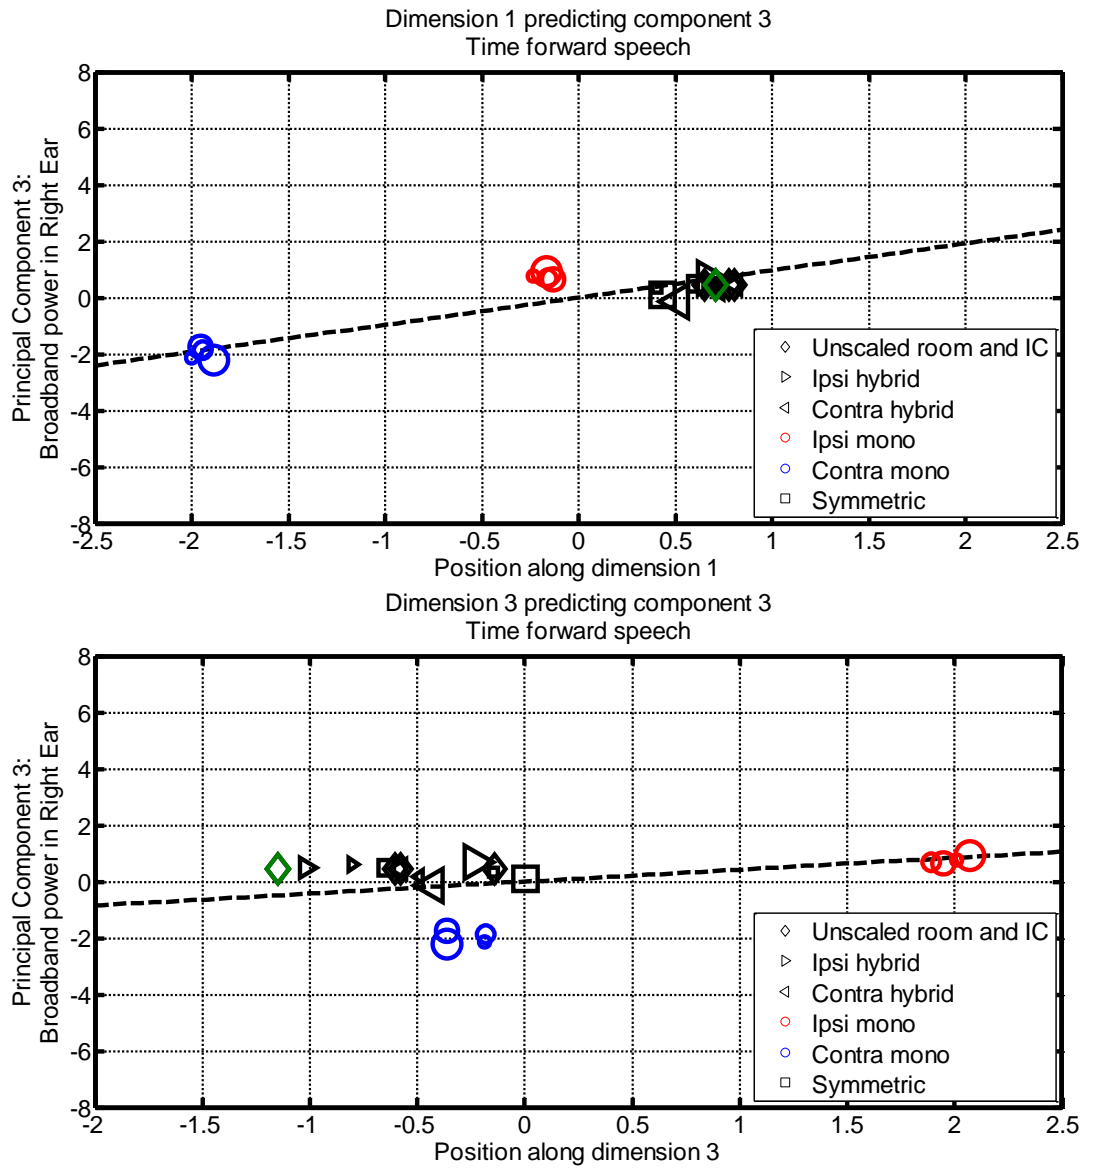 Dimension 1 predicting component 3
Time forward speech
Principal Component 3:
Broadband power in Right Ear
8
6
4
2
0
-2
-4
-6
-8
Unscaled room and IC
Ipsi hybrid
Contra hybrid
Ipsi mono
Contra mono
Symmetric
-2.5 -2 -1.5 -1 -0.5 0 0.5 1 1.5 2 2.5
Position along dimension 1
Dimension 3 predicting component 3
Time forward speech
Principal Component 3:
Broadband power in Right Ear
8
6
4
2
0
-2
-4
-6
-8
Unscaled room and IC
Ipsi hybrid
Contra hybrid
Ipsi mono
Contra mono
Symmetric
-2 -1.5 -1 -0.5 0 0.5 1 1.5 2 2.5
Position along dimension 3